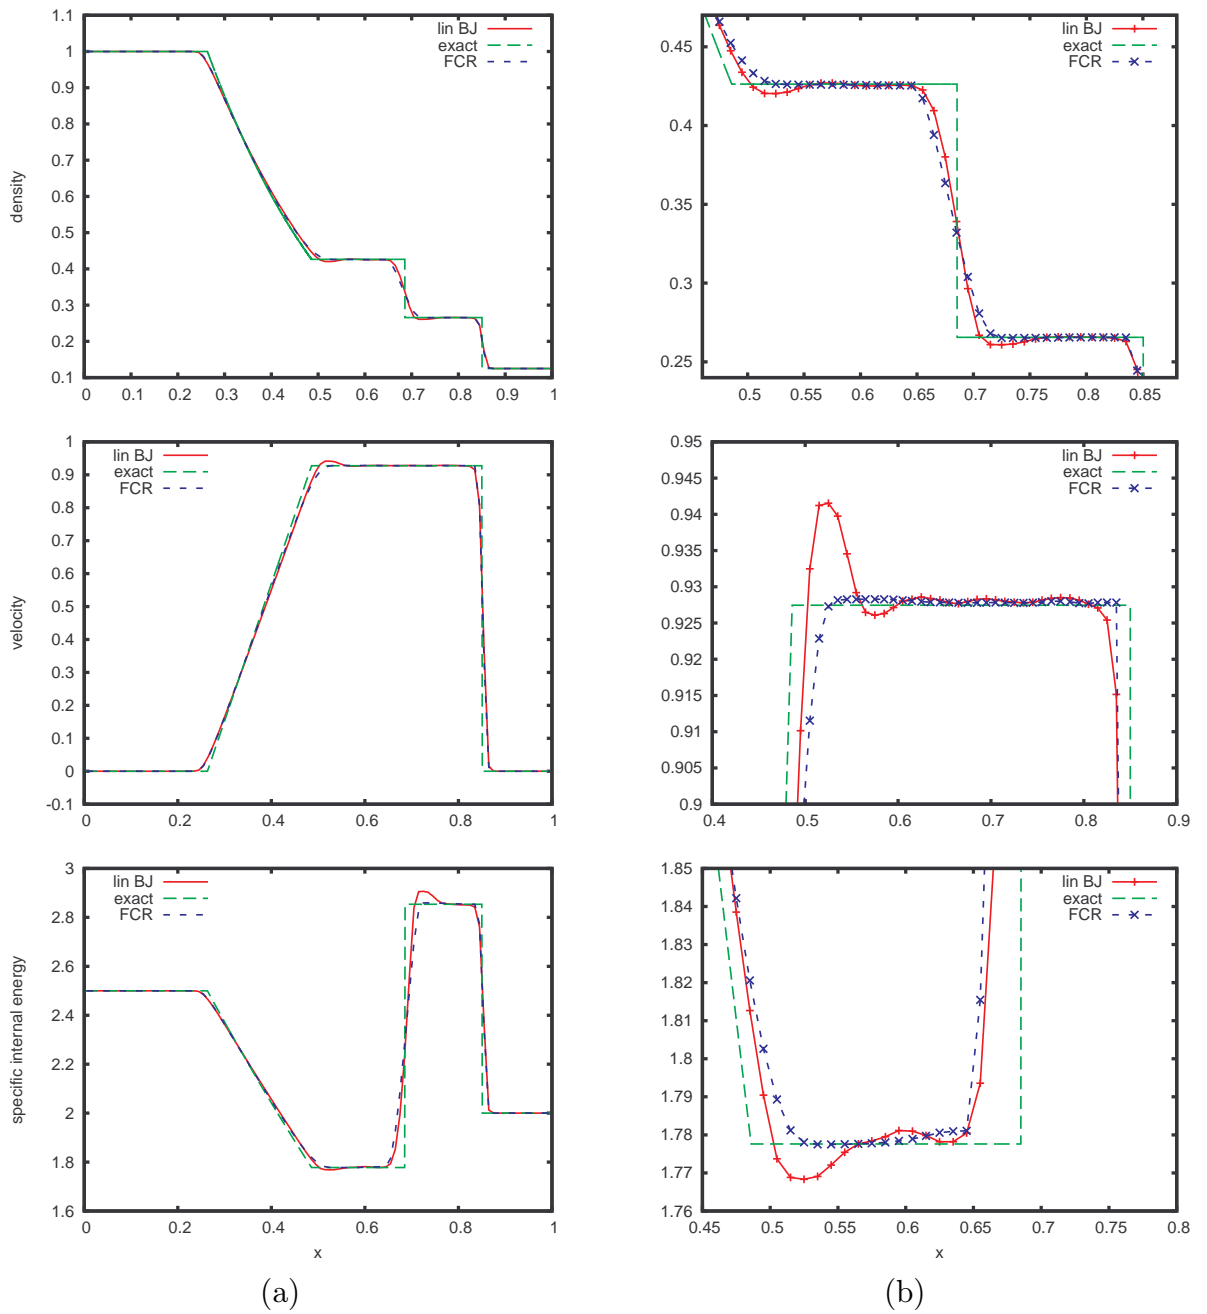 1.1
1
0.9
0.8
0.7
0.6
0.5
0.4
0.3
0.2
0.1
0 0.1 0.2 0.3 0.4 0.5 0.6 0.7 0.8 0.9 1
density
lin BJ
exact
FCR
0.45
0.4
0.35
0.3
0.25
0.5 0.55 0.6 0.65 0.7 0.75 0.8 0.85
lin BJ
exact
FCR
1
0.9
0.8
0.7
0.6
0.5
0.4
0.3
0.2
0.1
0
-0.1
0 0.2 0.4 0.6 0.8 1
velocity
lin BJ
exact
FCR
0.95
0.945
0.94
0.935
0.93
0.925
0.92
0.915
0.91
0.905
0.9
0.4 0.5 0.6 0.7 0.8 0.9
lin BJ
exact
FCR
3
2.8
2.6
2.4
2.2
2
1.8
1.6
0 0.2 0.4 0.6 0.8 1
specific internal energy
x
lin BJ
exact
FCR
1.85
1.84
1.83
1.82
1.81
1.8
1.79
1.78
1.77
1.76
0.45 0.5 0.55 0.6 0.65 0.7 0.75 0.8
x
lin BJ
exact
FCR
(a)
(b)